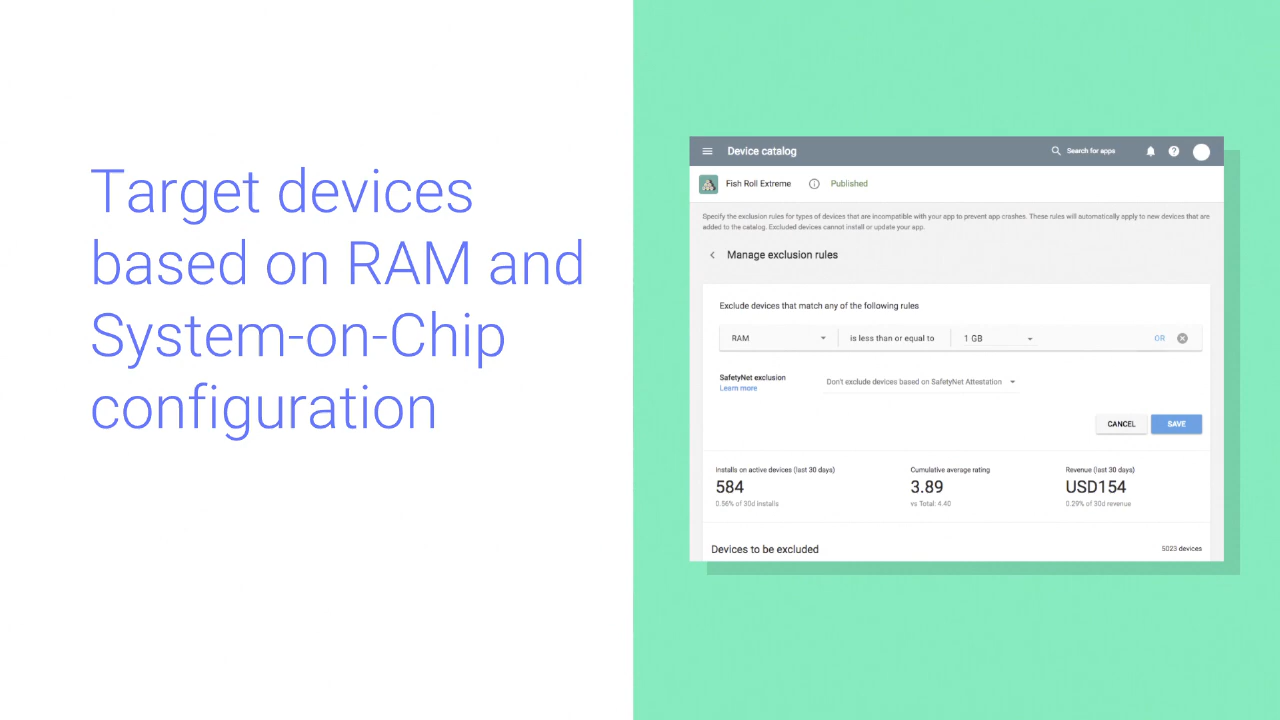 Target devices
based on RAM and
System-on-Chip
configuration
Device catalog
Search for apps
Fish Roll Extreme
Published
Specify the exclusion rules for types of devices that are incompatible with your app to prevent app crashes. These rules will automatically apply to new devices that are
added to the catalog. Excluded devices cannot install or update your app.
Manage exclusion rules
Exclude devices that match any of the following rules
RAM
is less than or equal to
1 GB
OR
SafetyNet exclusion
Learn more
Don't exclude devices based on SafetyNet Attestation
CANCEL
SAVE
Installs on active devices (last 30 days)
584
0.56% of 30d installs
Cumulative average rating
3.89
vs Total: 4.40
Revenue (last 30 days)
USD154
0.29% of 30d revenue
Devices to be excluded
5023 devices